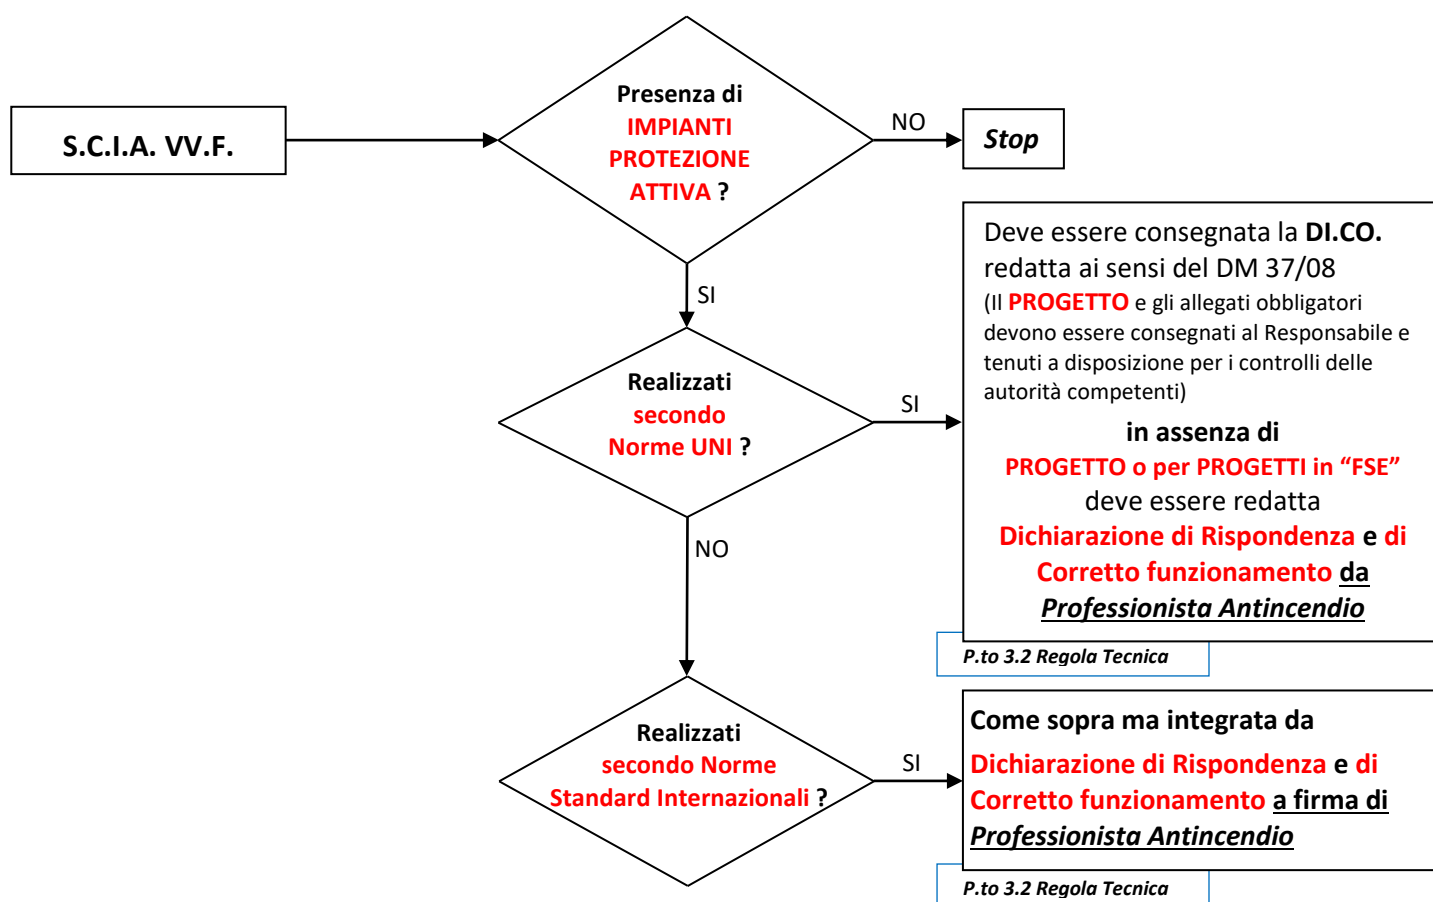 S.C.I.A. VV.F.
Presenza di
IMPIANTI
PROTEZIONE
ATTIVA ?
NO
Stop
SI
Realizzati
secondo
Norme UNI ?
SI
Deve essere consegnata la DI.CO.
redatta ai sensi del DM 37/08
(Il PROGETTO e gli allegati obbligatori
devono essere consegnati al Responsabile e
tenuti a disposizione per i controlli delle
autorità competenti)
in assenza di
PROGETTO o per PROGETTI in “FSE”
deve essere redatta
Dichiarazione di Rispondenza e di
Corretto funzionamento da
Professionista Antincendio
P.to 3.2 Regola Tecnica
NO
Realizzati
secondo Norme
Standard Internazionali ?
SI
Come sopra ma integrata da
Dichiarazione di Rispondenza e di
Corretto funzionamento a firma di
Professionista Antincendio
P.to 3.2 Regola Tecnica